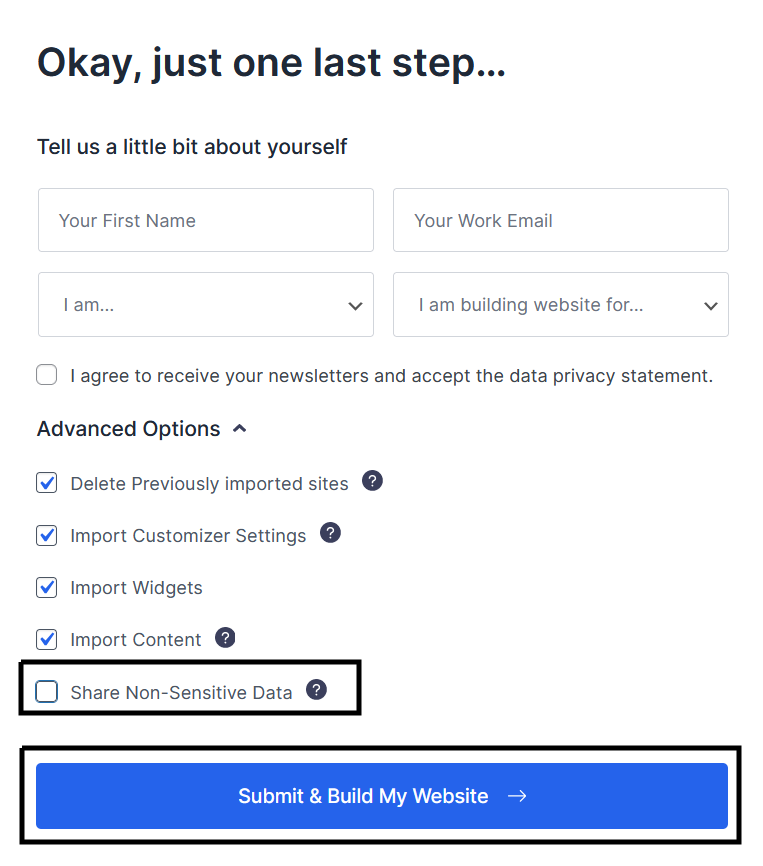 Okay, just one last step...
Tell us a little bit about yourself
Your First Name
Your Work Email
I am...
I am building website for...
I agree to receive your newsletters and accept the data privacy statement.
Advanced Options
Delete Previously imported sites ?
Import Customizer Settings ?
Import Widgets
Import Content ?
Share Non-Sensitive Data ?
Submit & Build My Website →